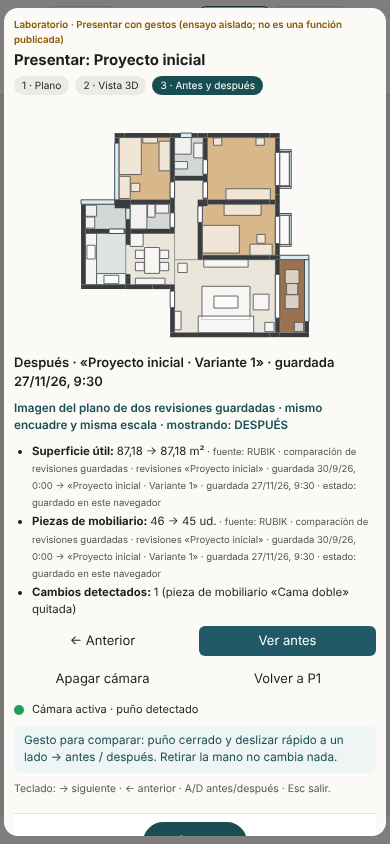 Laboratorio · Presentar con gestos (ensayo aislado; no es una función
publicada)
Presentar: Proyecto inicial
1 · Plano
2 · Vista 3D
3 · Antes y después
Después · «Proyecto inicial · Variante 1» · guardada
27/11/26, 9:30
Imagen del plano de dos revisiones guardadas · mismo
encuadre y misma escala · mostrando: DESPUÉS
• Superficie útil: 87,18 → 87,18 m² · fuente: RUBIK · comparación de
revisiones guardadas · revisiones «Proyecto inicial» · guardada 30/9/26,
0:00 → «Proyecto inicial · Variante 1» · guardada 27/11/26, 9:30 · estado:
guardado en este navegador
• Piezas de mobiliario: 46 → 45 ud. · fuente: RUBIK · comparación de
revisiones guardadas · revisiones «Proyecto inicial» · guardada 30/9/26,
0:00 → «Proyecto inicial · Variante 1» · guardada 27/11/26, 9:30 · estado:
guardado en este navegador
• Cambios detectados: 1 (pieza de mobiliario «Cama doble»
quitada)
← Anterior
Ver antes
Apagar cámara
Volver a P1
Cámara activa · puño detectado
Gesto para comparar: puño cerrado y deslizar rápido a un
lado → antes / después. Retirar la mano no cambia nada.
Teclado: → siguiente · ← anterior · A/D antes/después · Esc salir.